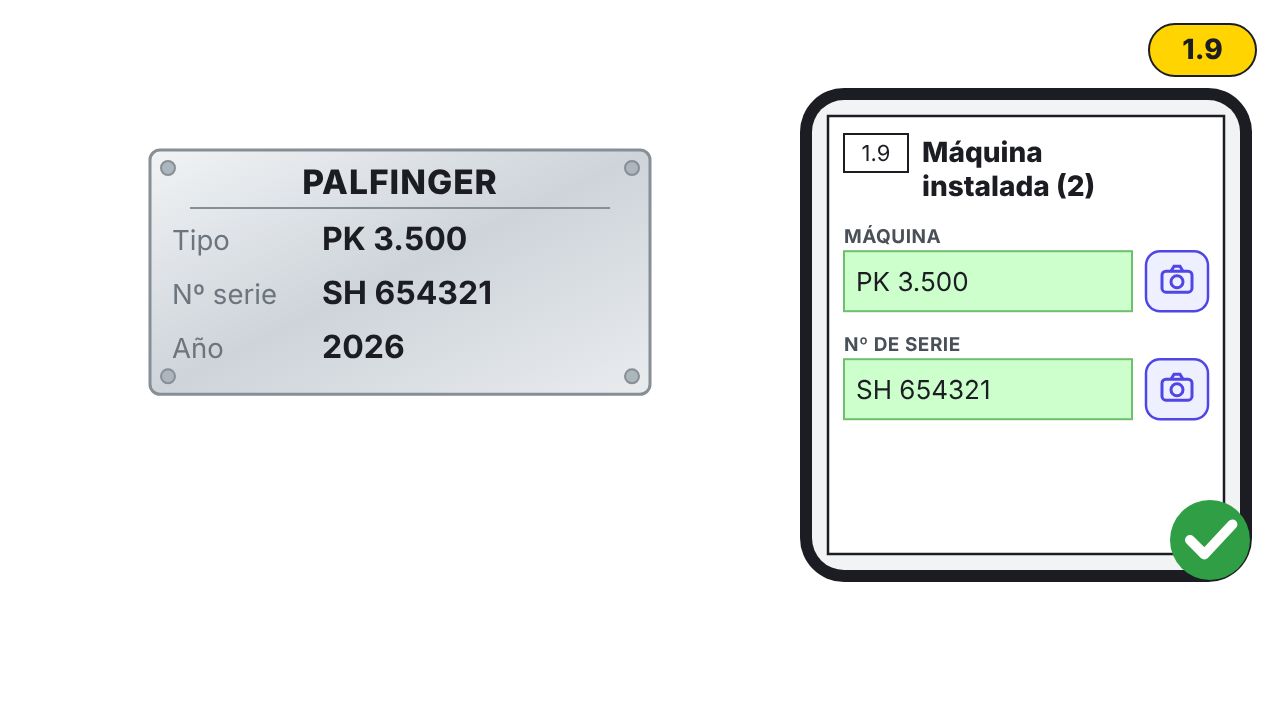 1.9
PALFINGER
Tipo PK 3.500
Nº serie SH 654321
Año 2026
1.9 Máquina
instalada (2)
MÁQUINA
PK 3.500
Nº DE SERIE
SH 654321